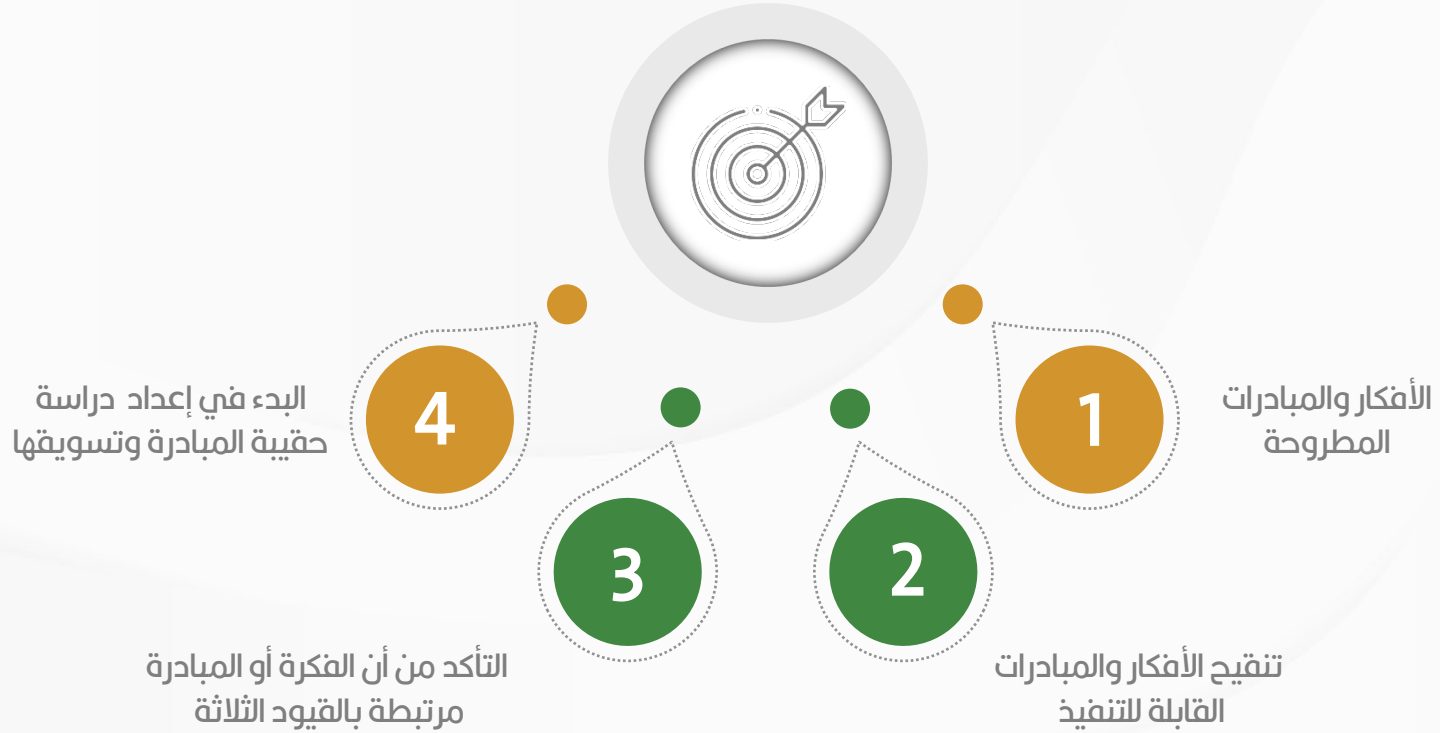 1
الأفكار والمبادرات
المطروحة
2
تنقيح الأفكار والمبادرات
القابلة للتنفيذ
3
التأكد من أن الفكرة أو المبادرة
مرتبطة بالقيود الثلاثة
4
البدء في إعداد دراسة
حقيبة المبادرة وتسويقها